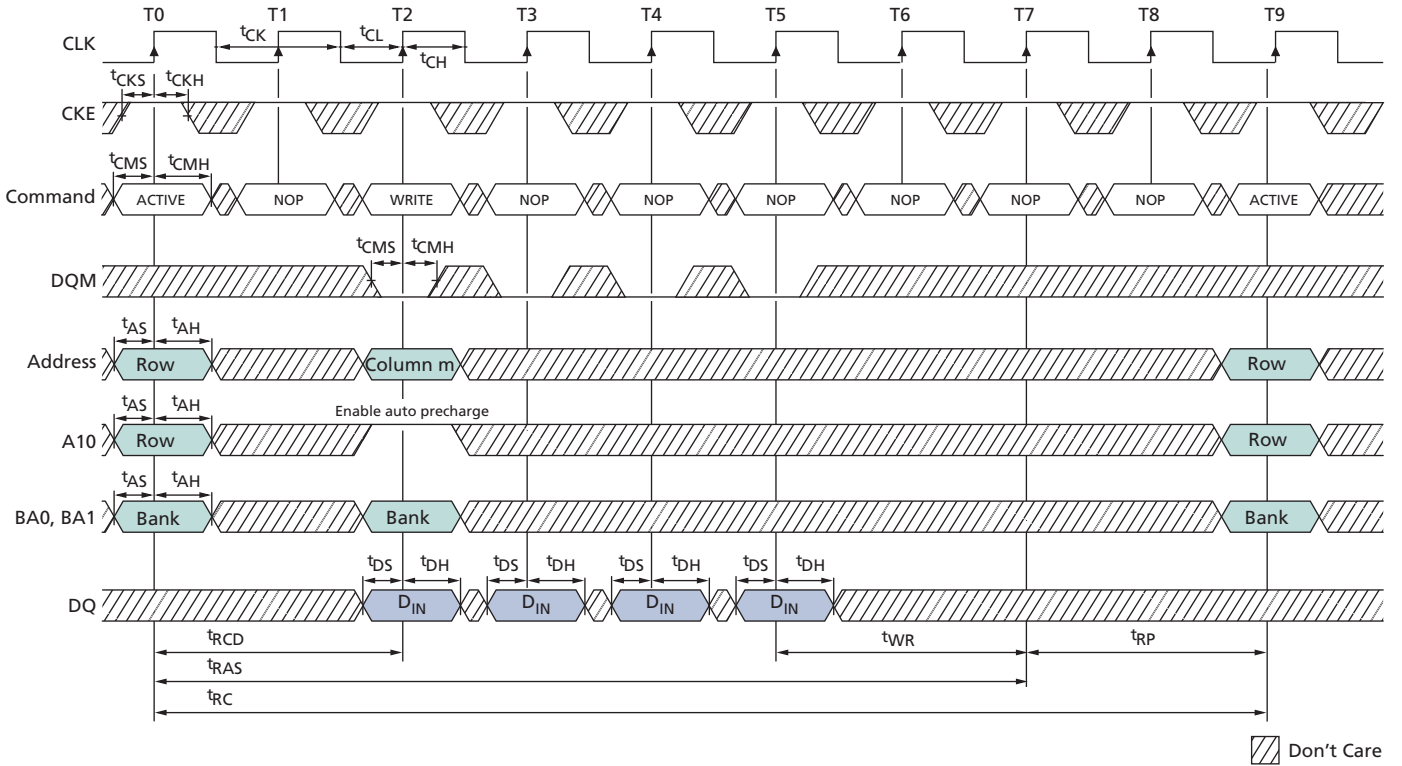 T0 T1 T2 T3 T4 T5 T6 T7 T8 T9
CLK tCK tCL tCH
tCKS tCKH
CKE
tCMS tCMH
Command ACTIVE NOP WRITE NOP NOP NOP NOP NOP NOP ACTIVE
tCMS tCMH
DQM
tAS tAH
Address Row Column m Row
tAS tAH Enable auto precharge
A10 Row Row
tAS tAH
BA0, BA1 Bank Bank Bank
tDS tDH tDS tDH tDS tDH tDS tDH
DQ DIN DIN DIN DIN
tRCD tWR tRP
tRAS
tRC
Don't Care